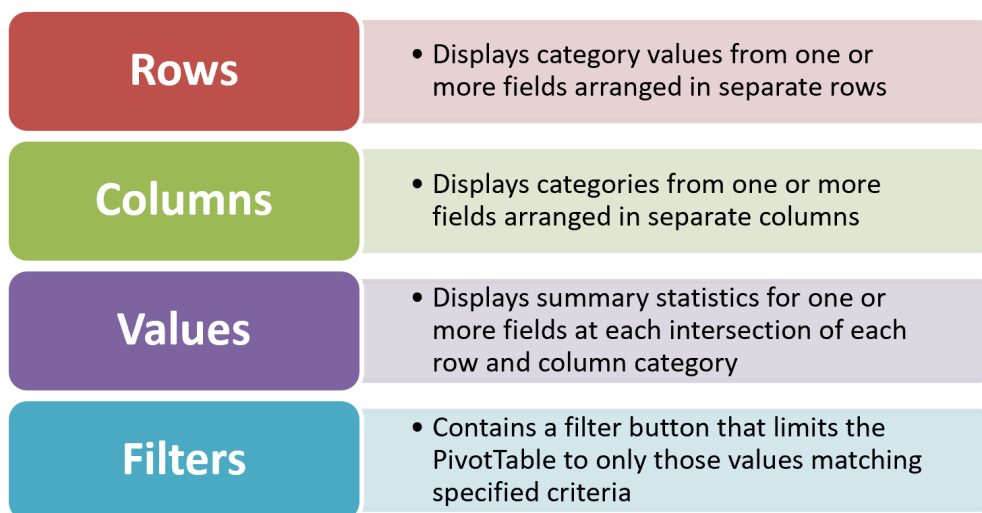 Rows
• Displays category values from one or
more fields arranged in separate rows
Columns
• Displays categories from one or more
fields arranged in separate columns
Values
• Displays summary statistics for one or
more fields at each intersection of each
row and column category
Filters
• Contains a filter button that limits the
PivotTable to only those values matching
specified criteria